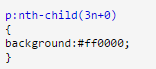 p:nth-child(3n+0)
{
background:#ff0000;
}